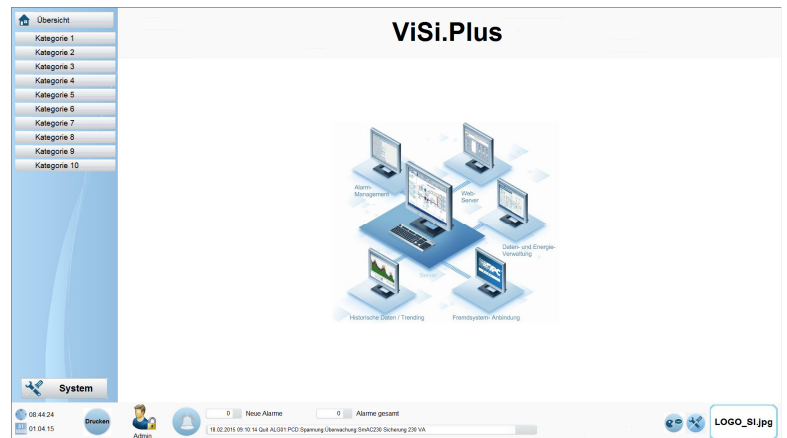 Übersicht
ViSi.Plus
Kategorie 1
Kategorie 2
Kategorie 3
Kategorie 4
Kategorie 5
Kategorie 6
Kategorie 7
Kategorie 8
Kategorie 9
Kategorie 10
Alarm-
Management
Web-
Server
Daten- und Energie-
Verwaltung
Server
Historische Daten / Trending
Fremdsystem- Anbindung
System
08:44:24
01.04.15
Drucken
Admin
0 Neue Alarme
0 Alarme gesamt
18.02.2015 09:10:14 Quit ALG01:PCD:Spannung:Überwachung:SmAC230 Sicherung 230 VA
LOGO_SI.jpg